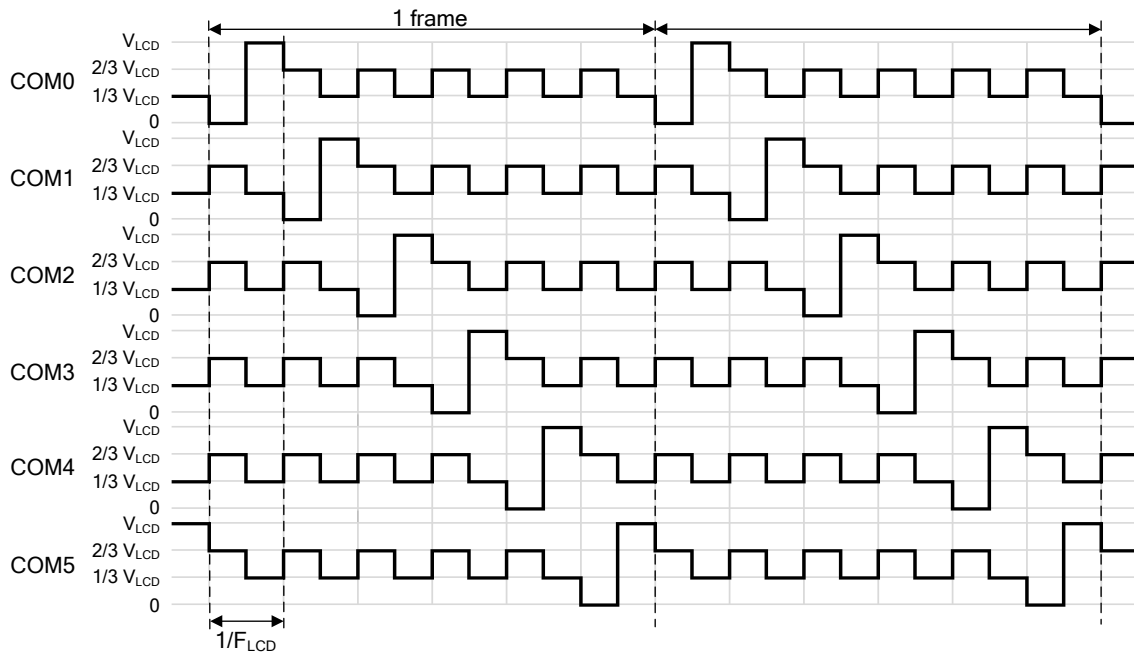 1 frame
COM0
V_LCD
2/3 V_LCD
1/3 V_LCD
0
COM1
V_LCD
2/3 V_LCD
1/3 V_LCD
0
COM2
V_LCD
2/3 V_LCD
1/3 V_LCD
0
COM3
V_LCD
2/3 V_LCD
1/3 V_LCD
0
COM4
V_LCD
2/3 V_LCD
1/3 V_LCD
0
COM5
V_LCD
2/3 V_LCD
1/3 V_LCD
0
1/F_LCD